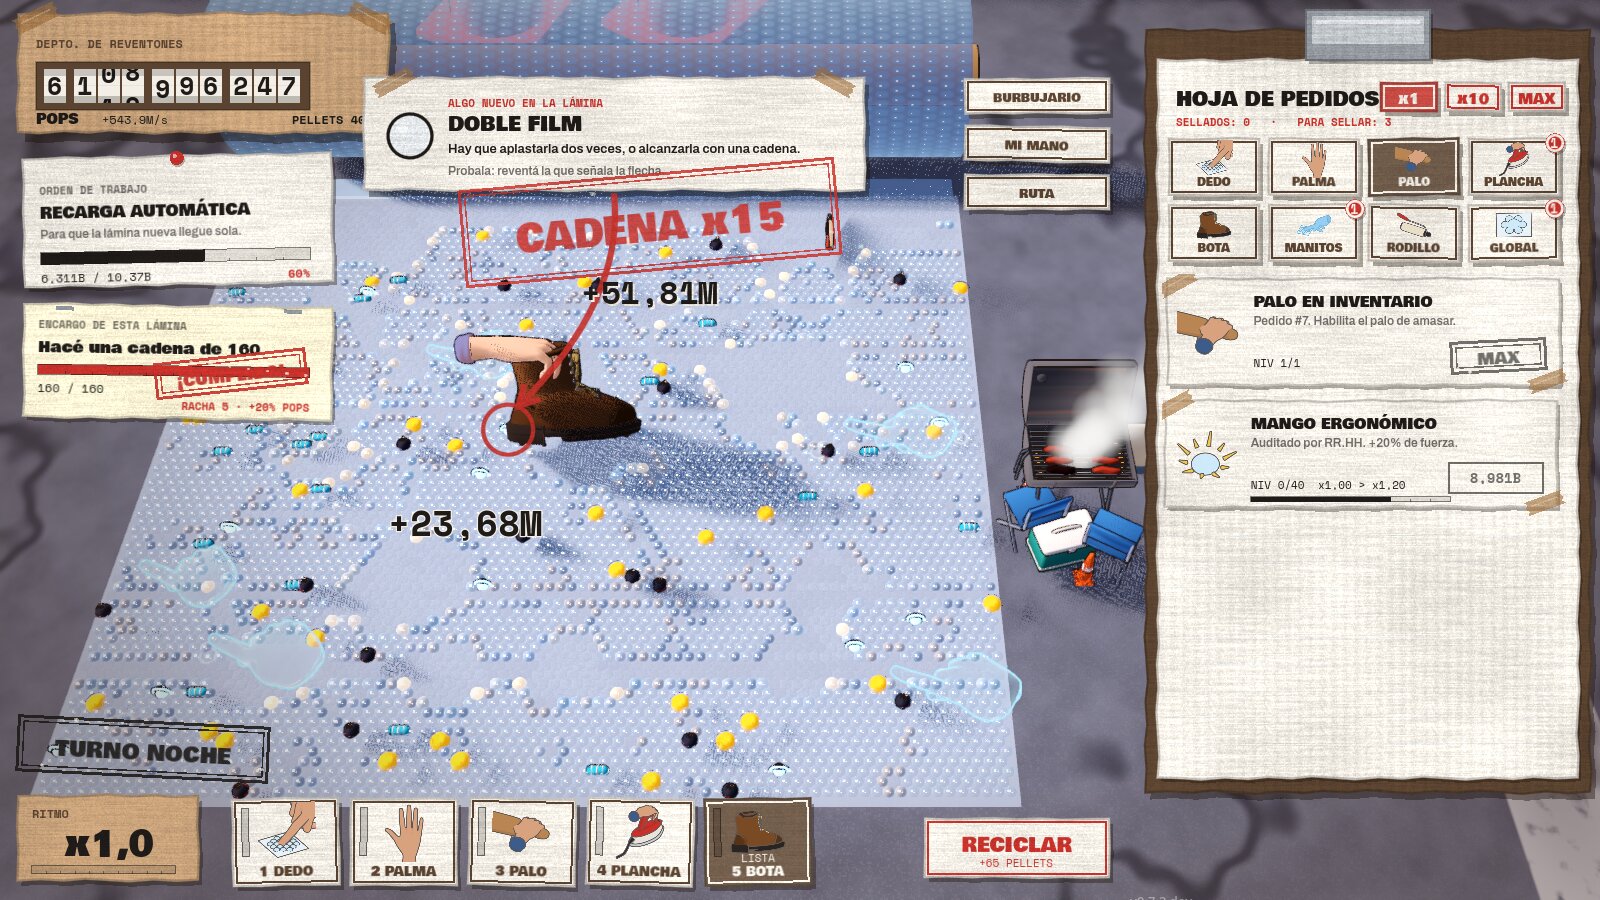 DEPTO. DE REVENTONES
996 247
POPS +543,9M/s PELLETS
ORDEN DE TRABAJO
RECARGA AUTOMÁTICA
Para que la lámina nueva llegue sola.
6,311B / 10,37B 60%
ENCARGO DE ESTA LÁMINA
Hacé una cadena de 160
160 / 160
RACHA 5 · +20% POPS
ALGO NUEVO EN LA LÁMINA
DOBLE FILM
Hay que aplastarla dos veces, o alcanzarla con una cadena.
Probala: reventá la que señala la flecha.
CADENA x15
+51,81M
+23,68M
BURBUJARIO
MI MANO
RUTA
HOJA DE PEDIDOS x1 x10 MAX
SELLADOS: 0 · PARA SELLAR: 3
DEDO
PALMA
PALO
PLANCHA 1
BOTA
MANITOS 1
RODILLO
GLOBAL 1
PALO EN INVENTARIO
Pedido #7. Habilita el palo de amasar.
NIV 1/1
MAX
MANGO ERGONÓMICO
Auditado por RR.HH. +20% de fuerza.
NIV 0/40 x1,00 > x1,20
8,981B
TURNO NOCHE
RITMO
x1,0
1 DEDO
2 PALMA
3 PALO
4 PLANCHA
LISTA
5 BOTA
RECICLAR
+65 PELLETS